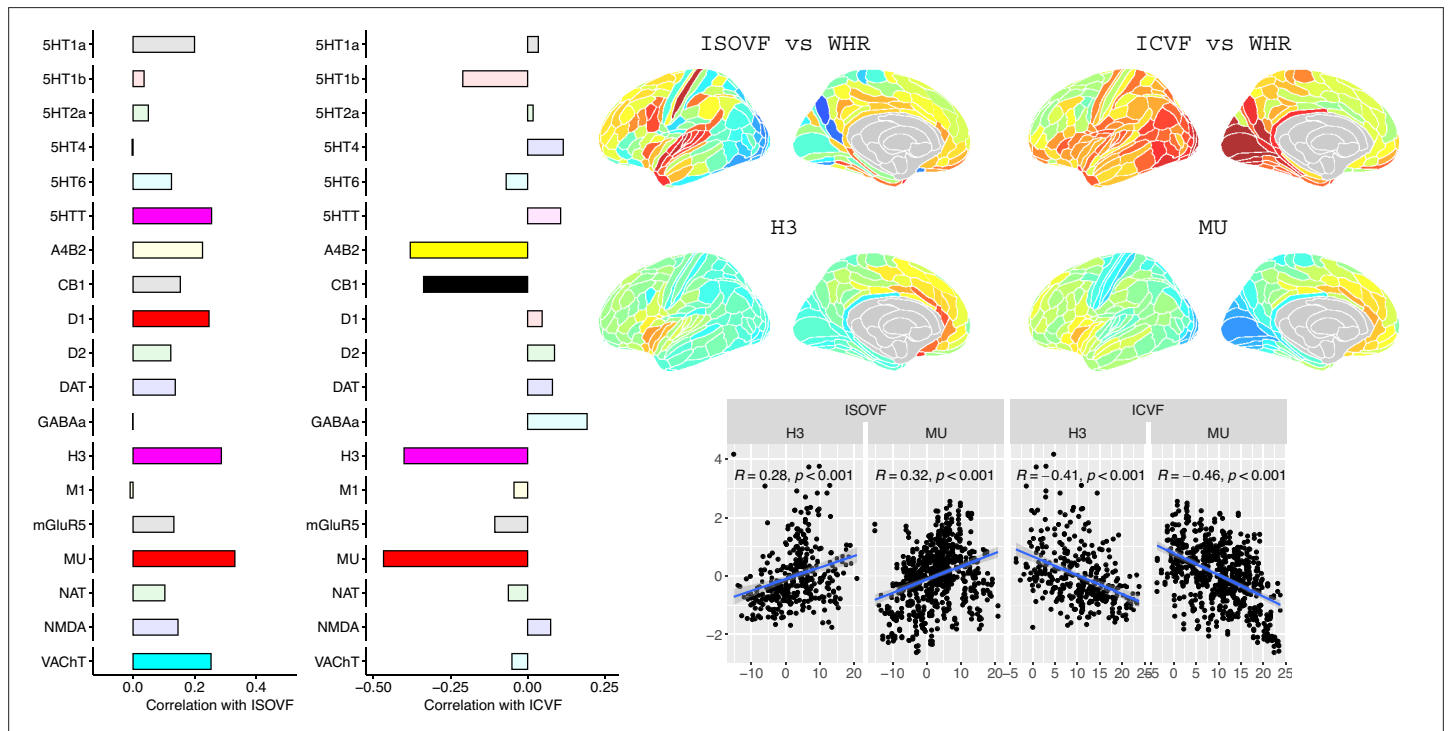 5HT1a
5HT1b
5HT2a
5HT4
5HT6
5HTT
A4B2
CB1
D1
D2
DAT
GABAa
H3
M1
mGluR5
MU
NAT
NMDA
VAChT
0.0 0.2 0.4
Correlation with ISOVF
5HT1a
5HT1b
5HT2a
5HT4
5HT6
5HTT
A4B2
CB1
D1
D2
DAT
GABAa
H3
M1
mGluR5
MU
NAT
NMDA
VAChT
−0.50 −0.25 0.00 0.25
Correlation with ICVF
ISOVF vs WHR ICVF vs WHR
H3 MU
ISOVF ICVF
H3 MU H3 MU
R = 0.28, p < 0.001 R = 0.32, p < 0.001 R = −0.41, p < 0.001 R = −0.46, p < 0.001
4
2
0
−2
−10 0 10 20 −10 0 10 20 −5 0 5 10 15 20 25 −5 0 5 10 15 20 25